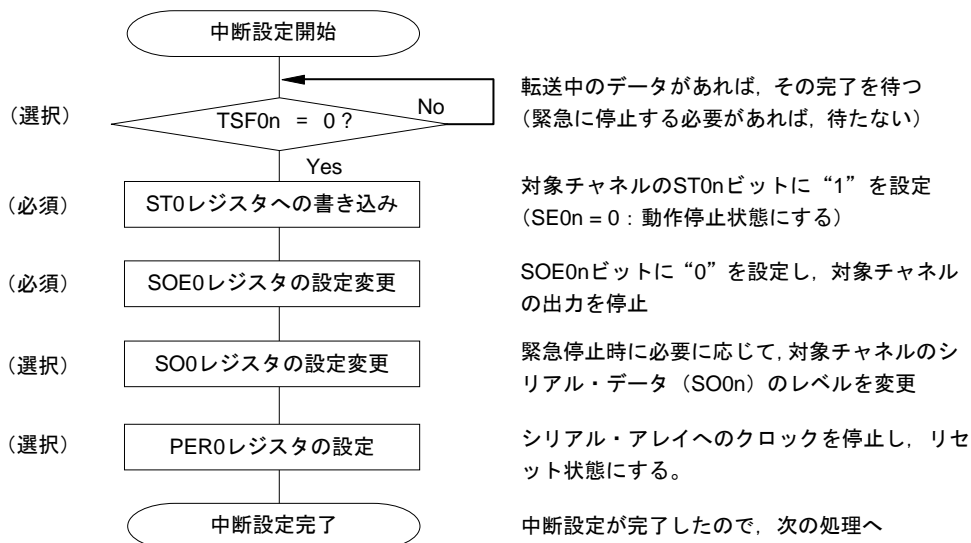 中断設定開始
転送中のデータがあれば，その完了を待つ
（緊急に停止する必要があれば，待たない）
（選択）
TSF0n = 0 ?
No
Yes
（必須）
ST0レジスタへの書き込み
対象チャネルのST0nビットに“1”を設定
（SE0n = 0 : 動作停止状態にする）
（必須）
SOE0レジスタの設定変更
SOE0nビットに“0”を設定し，対象チャネル
の出力を停止
（選択）
SO0レジスタの設定変更
緊急停止時に必要に応じて，対象チャネルのシ
リアル・データ（SO0n）のレベルを変更
（選択）
PER0レジスタの設定
シリアル・アレイへのクロックを停止し，リセ
ット状態にする。
中断設定完了
中断設定が完了したので，次の処理へ